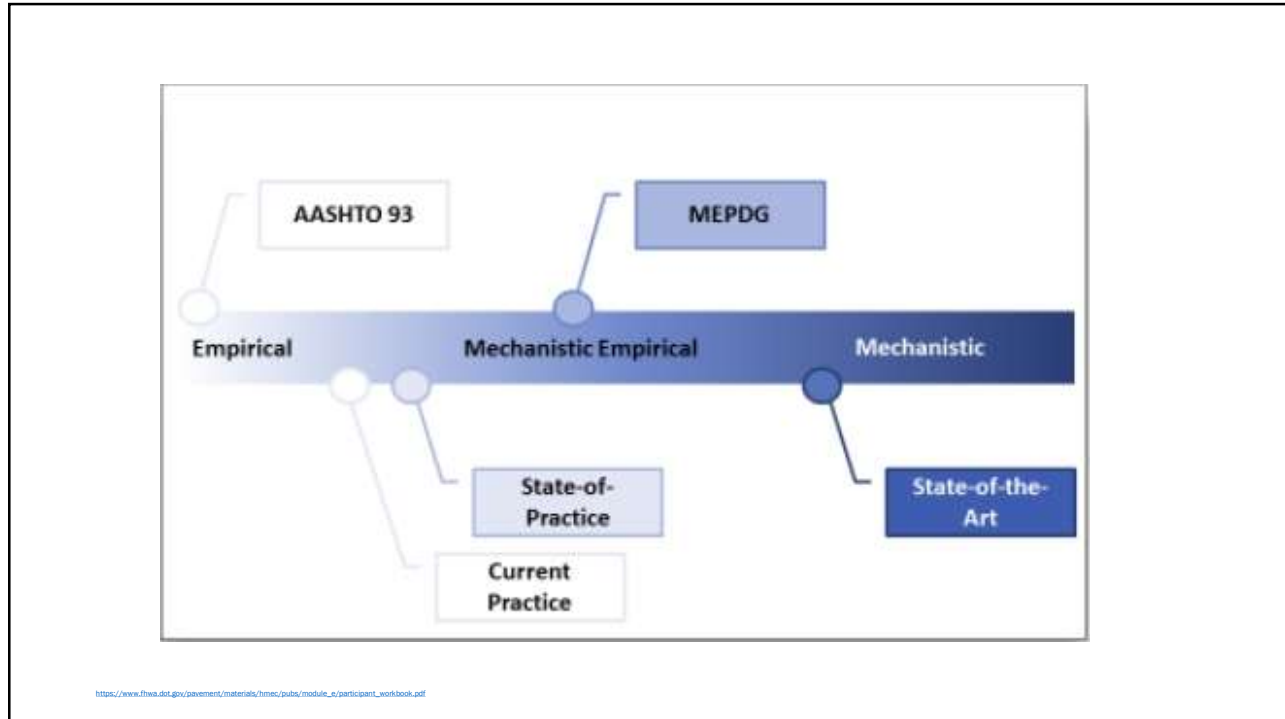 AASHTO 93
MEPDG
Empirical
Mechanistic Empirical
Mechanistic
State-of-
Practice
State-of-the-
Art
Current
Practice
https://www.fhwa.dot.gov/pavement/materials/hmec/pubs/module_e/participant_workbook.pdf